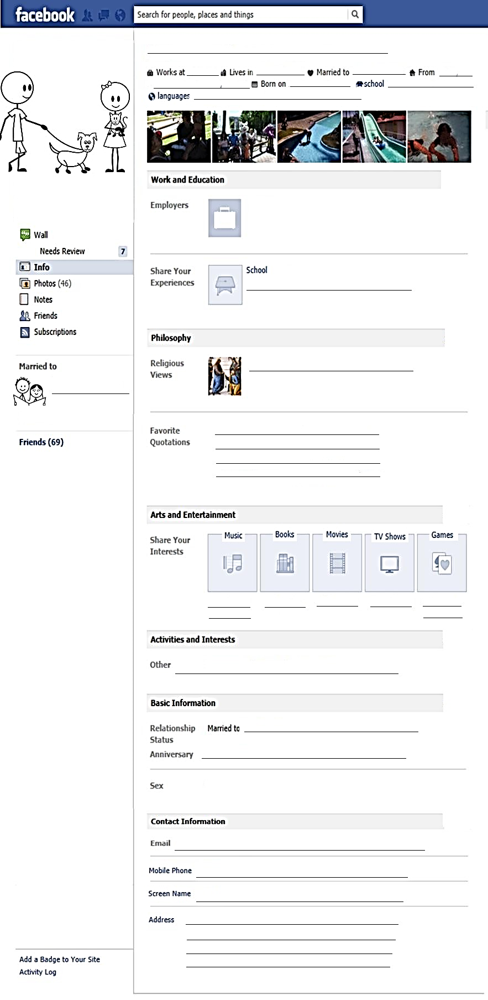 facebook
Search for people, places and things
Works at
Lives in
Married to
From
Born on
school
languages
Work and Education
Employers
Wall
Needs Review 7
Info
Photos (46)
Notes
Friends
Subscriptions
Share Your
Experiences
School
Philosophy
Religious
Views
Married to
Favorite
Quotations
Friends (69)
Arts and Entertainment
Share Your
Interests
Music
Books
Movies
TV Shows
Games
Activities and Interests
Other
Basic Information
Relationship
Status
Married to
Anniversary
Sex
Contact Information
Email
Mobile Phone
Screen Name
Address
Add a Badge to Your Site
Activity Log